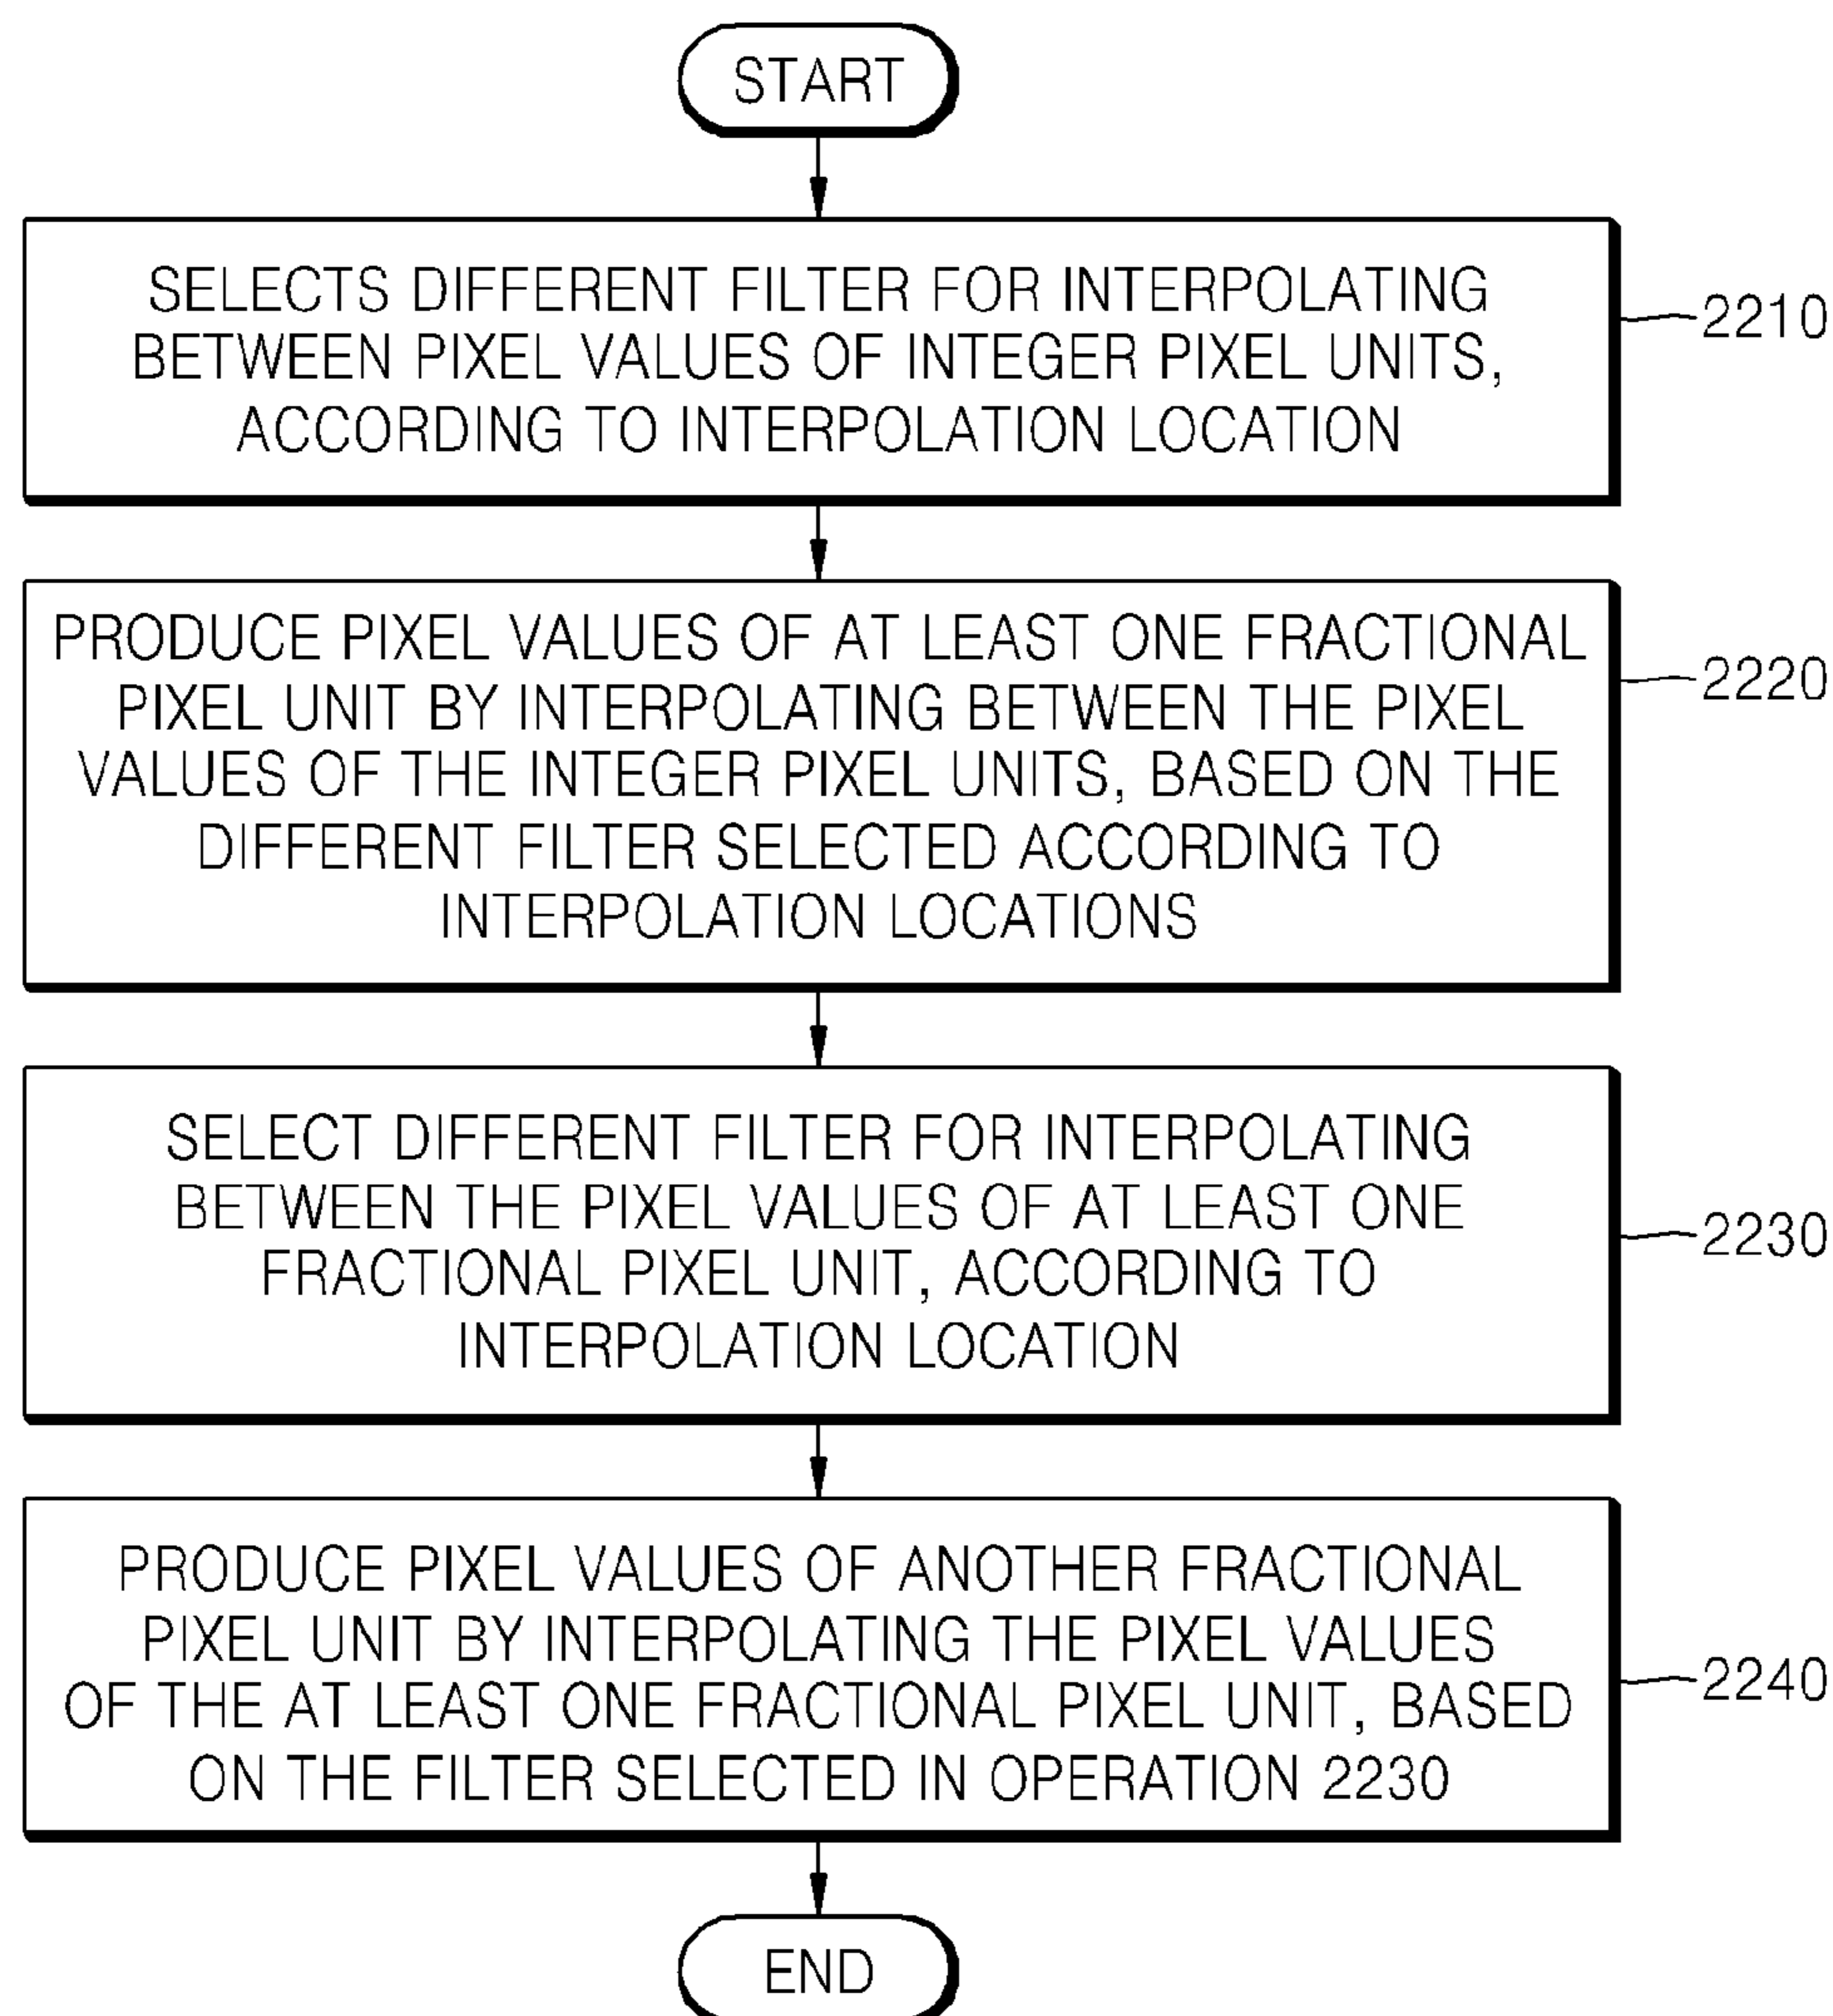 START
SELECTS DIFFERENT FILTER FOR INTERPOLATING
BETWEEN PIXEL VALUES OF INTEGER PIXEL UNITS,
ACCORDING TO INTERPOLATION LOCATION
2210
PRODUCE PIXEL VALUES OF AT LEAST ONE FRACTIONAL
PIXEL UNIT BY INTERPOLATING BETWEEN THE PIXEL
VALUES OF THE INTEGER PIXEL UNITS, BASED ON THE
DIFFERENT FILTER SELECTED ACCORDING TO
INTERPOLATION LOCATIONS
2220
SELECT DIFFERENT FILTER FOR INTERPOLATING
BETWEEN THE PIXEL VALUES OF AT LEAST ONE
FRACTIONAL PIXEL UNIT, ACCORDING TO
INTERPOLATION LOCATION
2230
PRODUCE PIXEL VALUES OF ANOTHER FRACTIONAL
PIXEL UNIT BY INTERPOLATING THE PIXEL VALUES
OF THE AT LEAST ONE FRACTIONAL PIXEL UNIT, BASED
ON THE FILTER SELECTED IN OPERATION 2230
2240
END